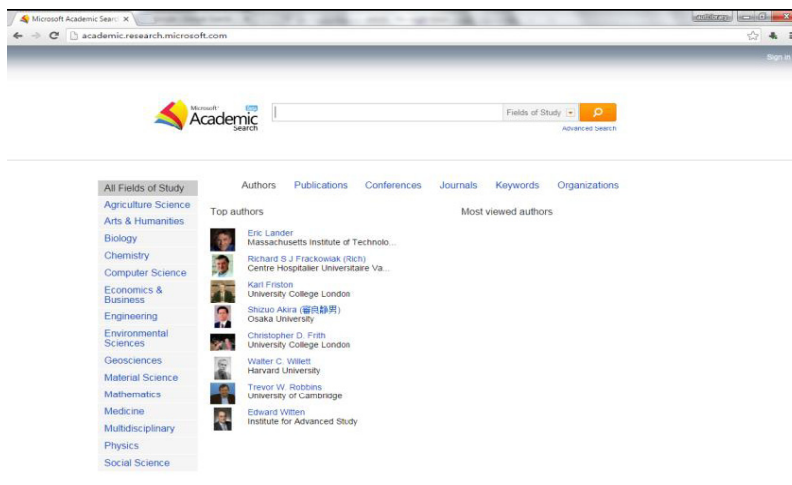 Microsoft Academic Searc
academic.research.microsoft.com
Sign in
Microsoft
Beta
Academic
Search
Fields of Study
Advanced Search
All Fields of Study
Agriculture Science
Arts & Humanities
Biology
Chemistry
Computer Science
Economics &
Business
Engineering
Environmental
Sciences
Geosciences
Material Science
Mathematics
Medicine
Multidisciplinary
Physics
Social Science
Authors Publications Conferences Journals Keywords Organizations
Top authors
Most viewed authors
Eric Lander
Massachusetts Institute of Technolo...
Richard S J Frackowiak (Rich)
Centre Hospitalier Universitaire Va...
Karl Friston
University College London
Shizuo Akira (審良静男)
Osaka University
Christopher D. Frith
University College London
Walter C. Willett
Harvard University
Trevor W. Robbins
University of Cambridge
Edward Witten
Institute for Advanced Study